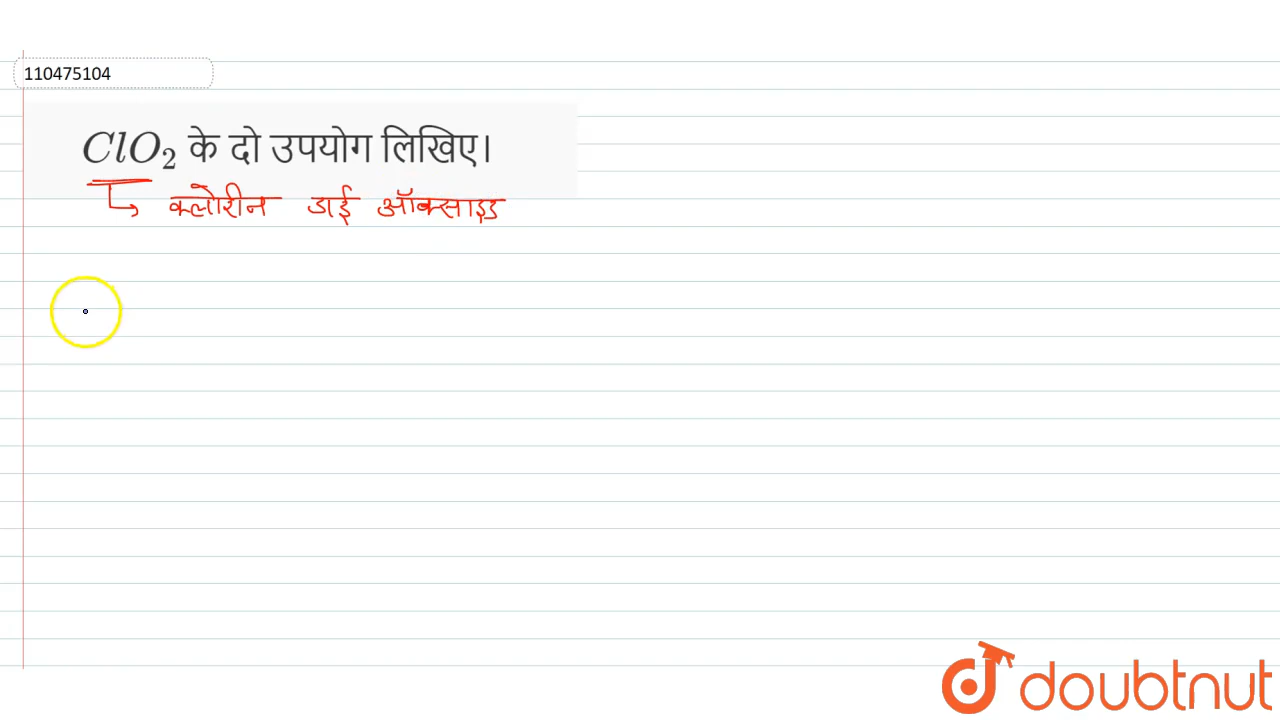 110475104
ClO₂ के दो उपयोग लिखिए।
क्लोरीन डाई ऑक्साइड
doubtnut